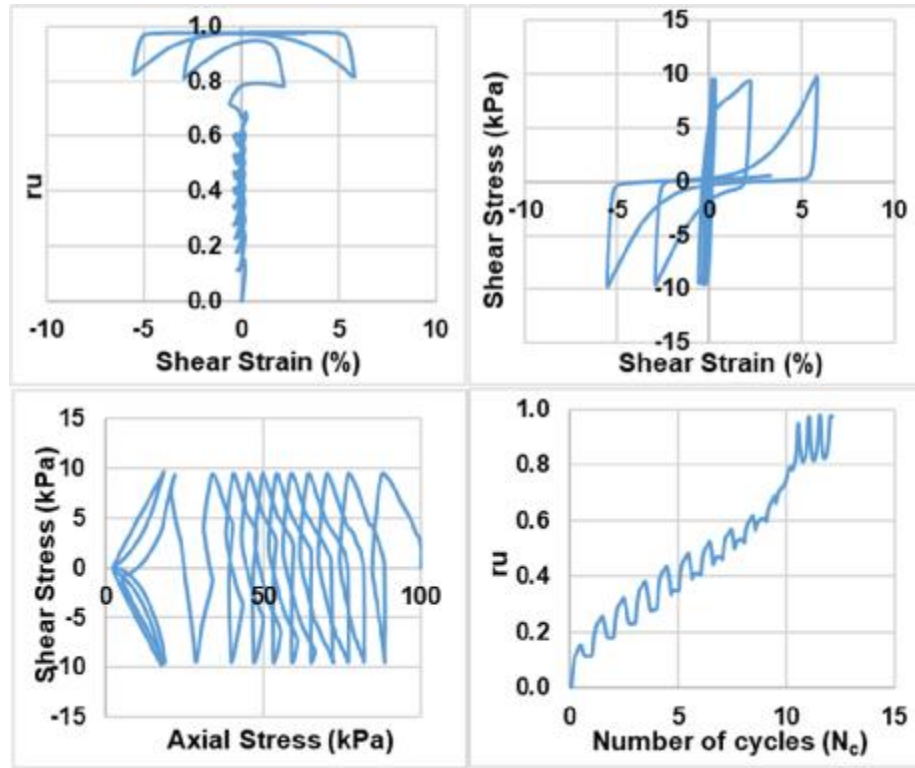 1.0
0.8
0.6
0.4
0.2
0.0
ru
-10 -5 0 5 10
Shear Strain (%)
15
10
5
0
-5
-10
-15
Shear Stress (kPa)
-10 -5 0 5 10
Shear Strain (%)
15
10
5
0
-5
-10
-15
Shear Stress (kPa)
0 50 100
Axial Stress (kPa)
1.0
0.8
0.6
0.4
0.2
0.0
ru
0 5 10 15
Number of cycles (Nc)